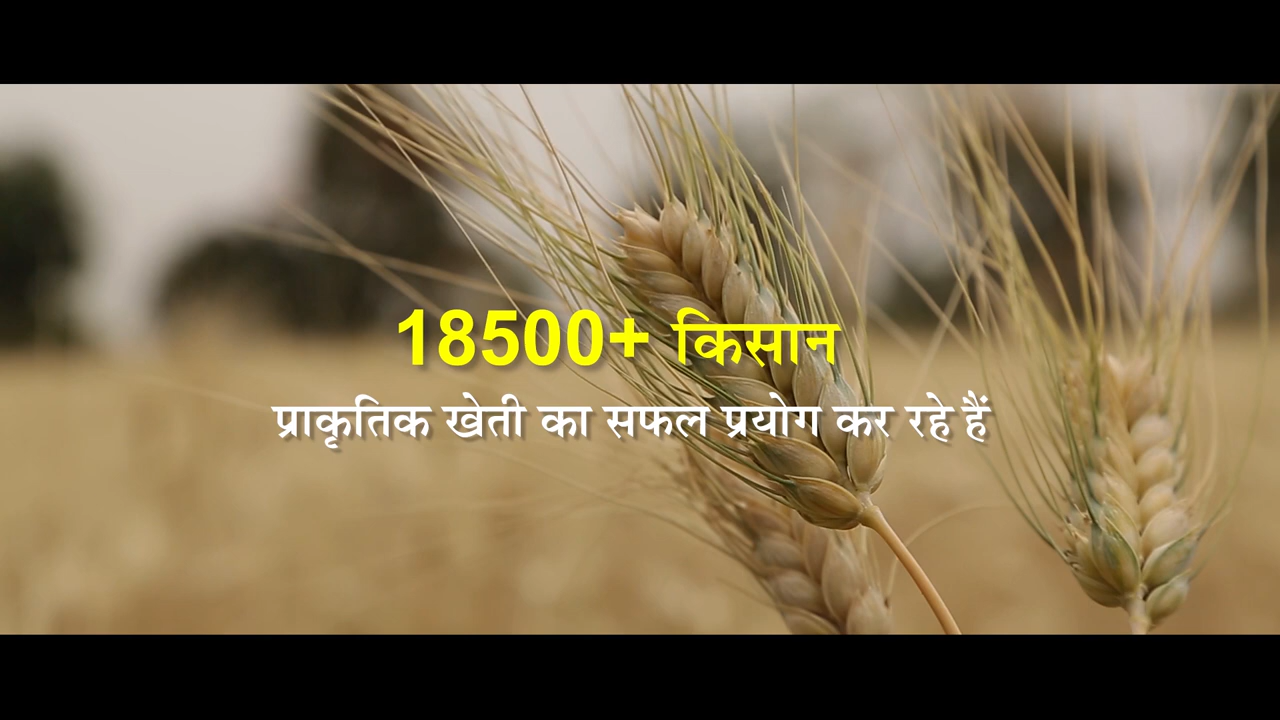 18500+ किसान
प्राकृतिक खेती का सफल प्रयोग कर रहे हैं